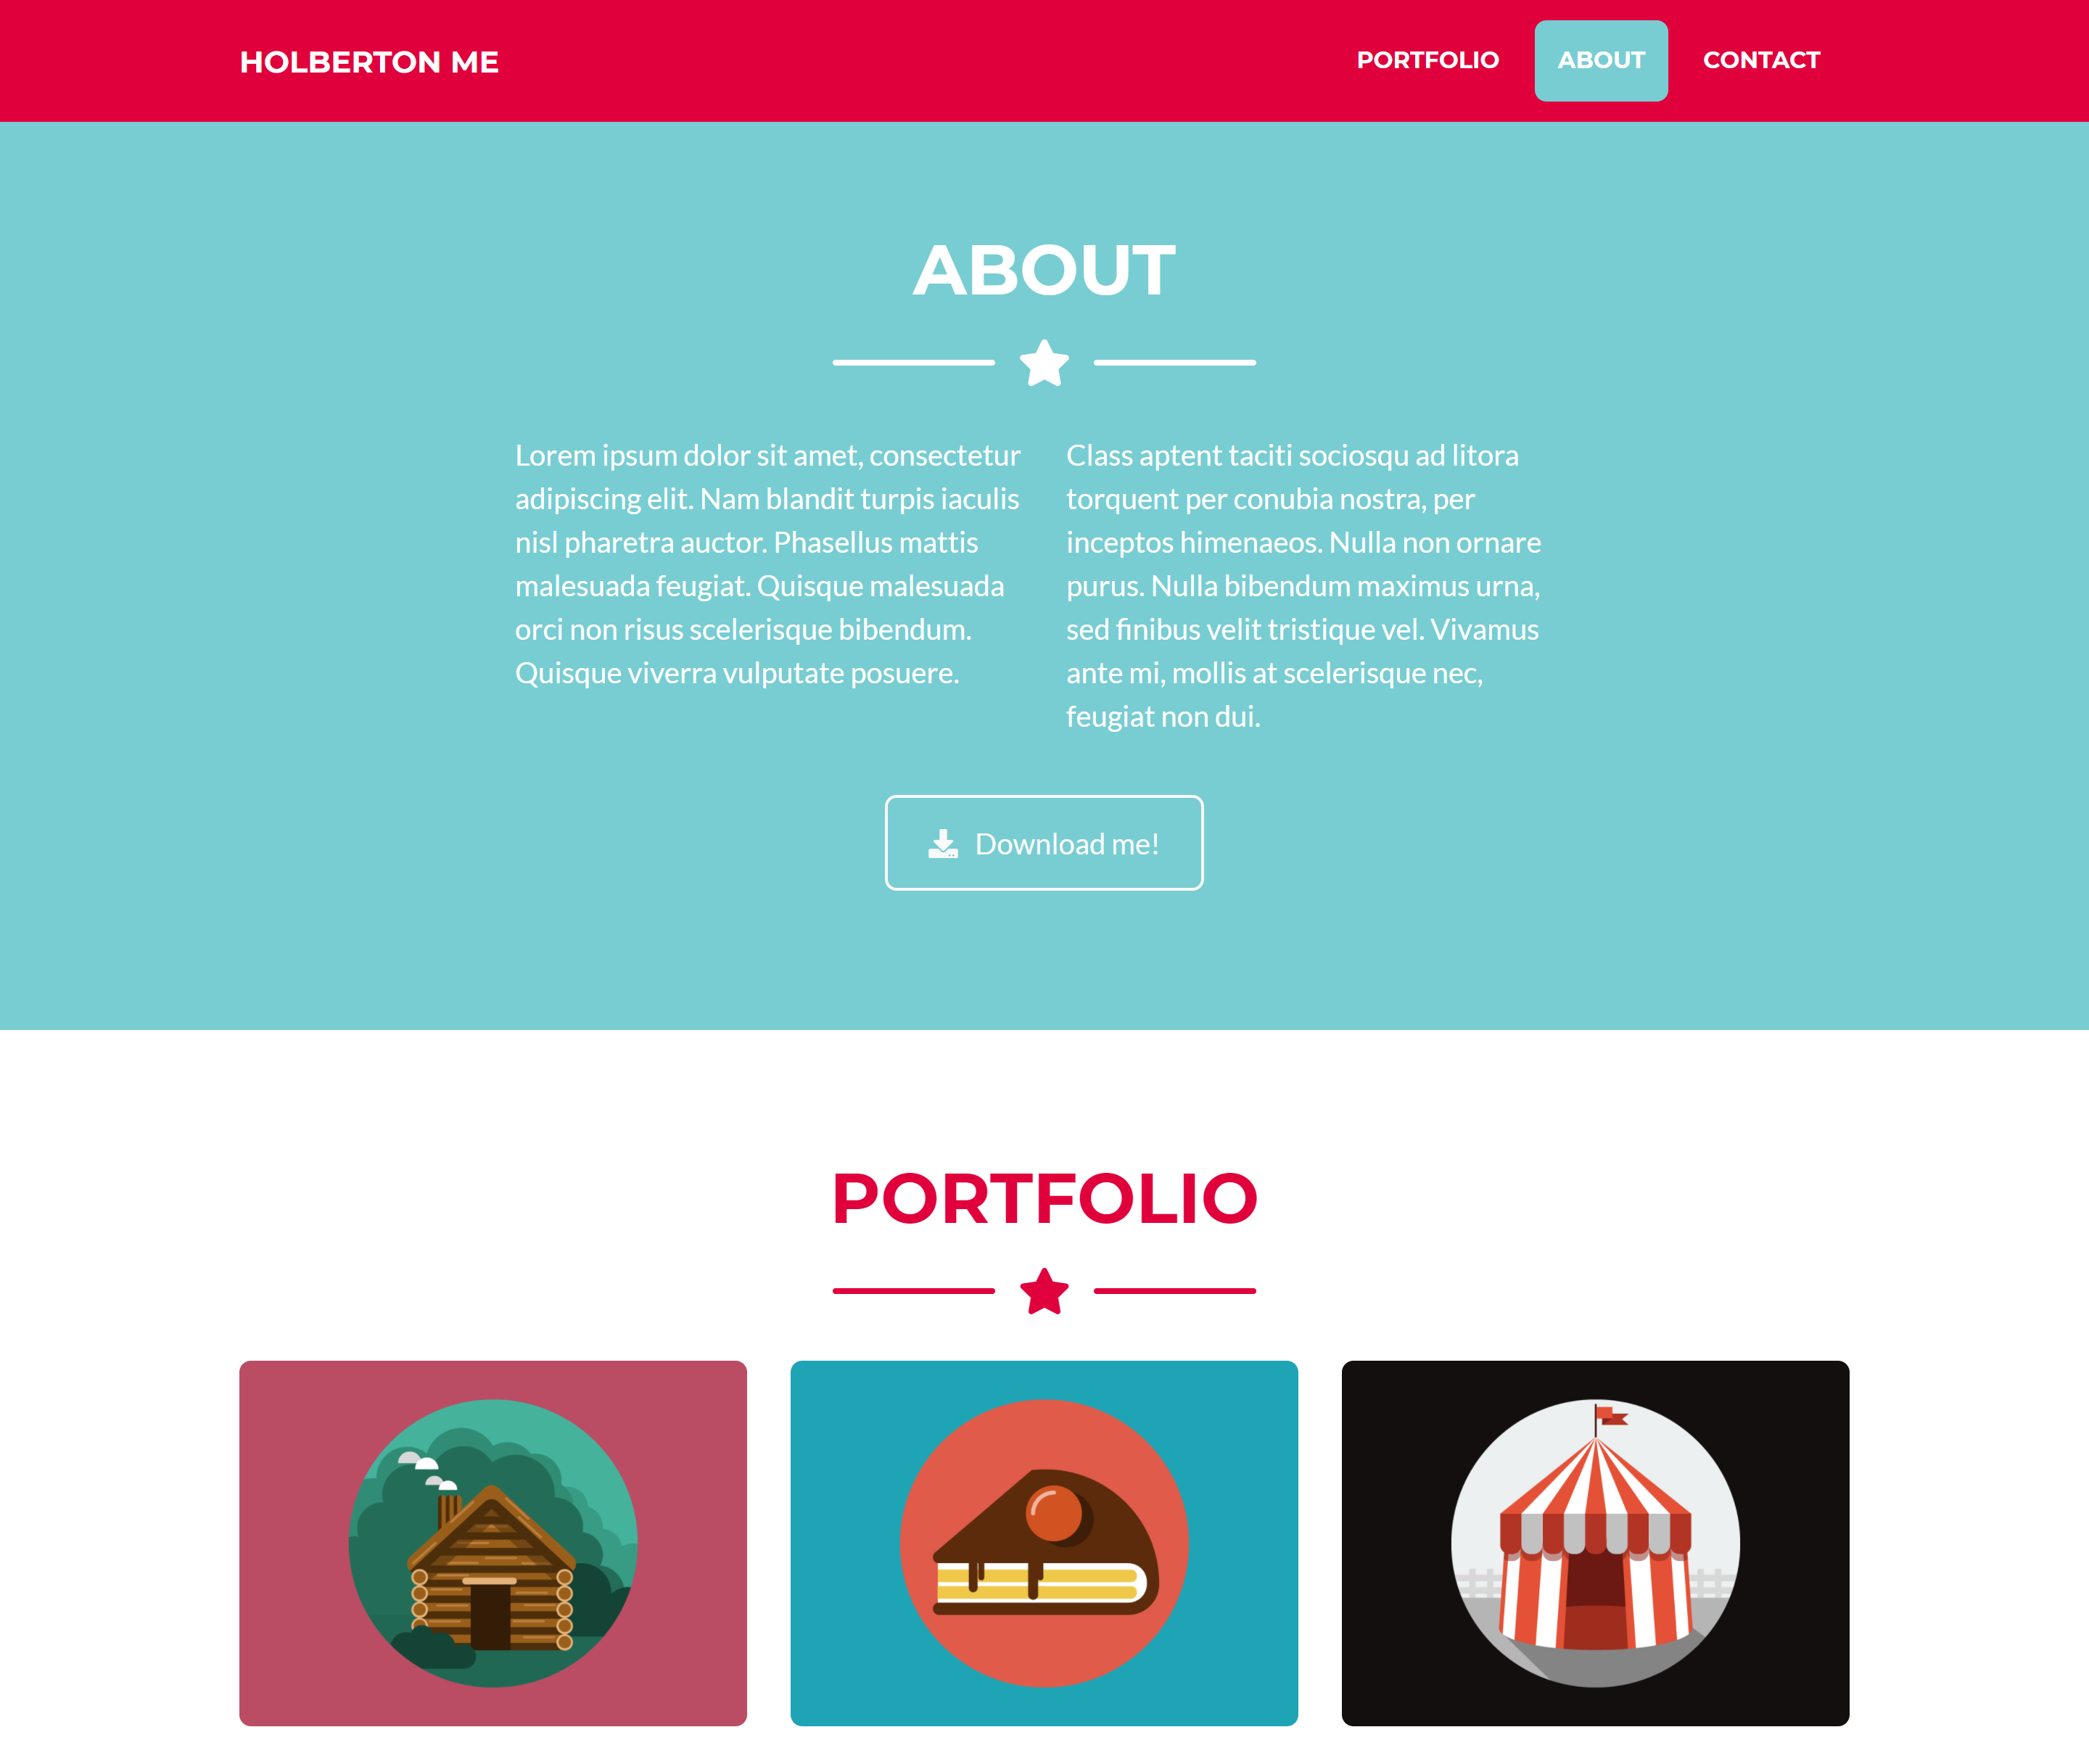 HOLBERTON ME
PORTFOLIO ABOUT CONTACT
ABOUT
Lorem ipsum dolor sit amet, consectetur
adipiscing elit. Nam blandit turpis iaculis
nisl pharetra auctor. Phasellus mattis
malesuada feugiat. Quisque malesuada
orci non risus scelerisque bibendum.
Quisque viverra vulputate posuere.
Class aptent taciti sociosqu ad litora
torquent per conubia nostra, per
inceptos himenaeos. Nulla non ornare
purus. Nulla bibendum maximus urna,
sed finibus velit tristique vel. Vivamus
ante mi, mollis at scelerisque nec,
feugiat non dui.
Download me!
PORTFOLIO